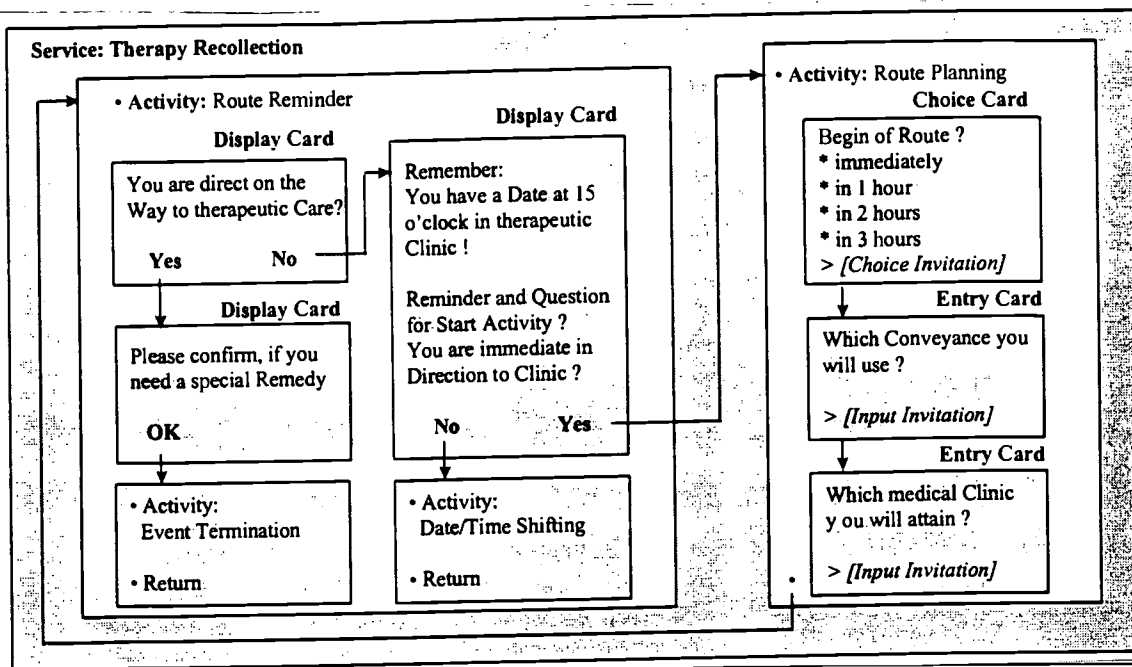 Service: Therapy Recollection
• Activity: Route Reminder
Display Card
You are direct on the
Way to therapeutic Care?
Yes No
Display Card
Please confirm, if you
need a special Remedy
OK
• Activity:
Event Termination
• Return
Display Card
Remember:
You have a Date at 15
o'clock in therapeutic
Clinic !
Reminder and Question
för Start Activity ?
You are immediate in
Direction to Clinic ?
No Yes
• Activity:
Date/Time Shifting
• Return
• Activity: Route Planning
Choice Card
Begin of Route ?
* immediately
* in 1 hour
* in 2 hours
* in 3 hours
> [Choice Invitation]
Entry Card
Which Conveyance you
will use ?
> [Input Invitation]
Entry Card
Which medical Clinic
y ou will attain ?
> [Input Invitation]